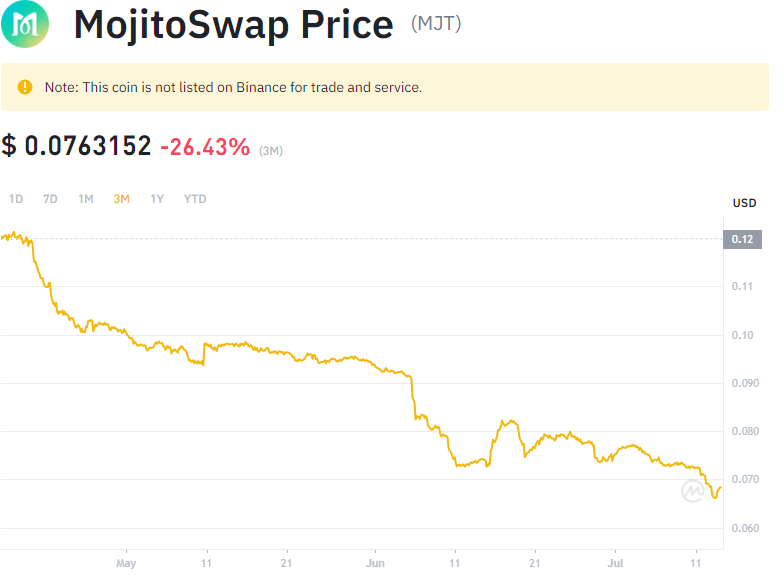 MojitoSwap Price (MJT)
Note: This coin is not listed on Binance for trade and service.
$ 0.0763152 -26.43% (3M)
1D 7D 1M 3M 1Y YTD
USD
0.12
0.11
0.10
0.090
0.080
0.070
0.060
May 11 21 Jun 11 21 Jul 11